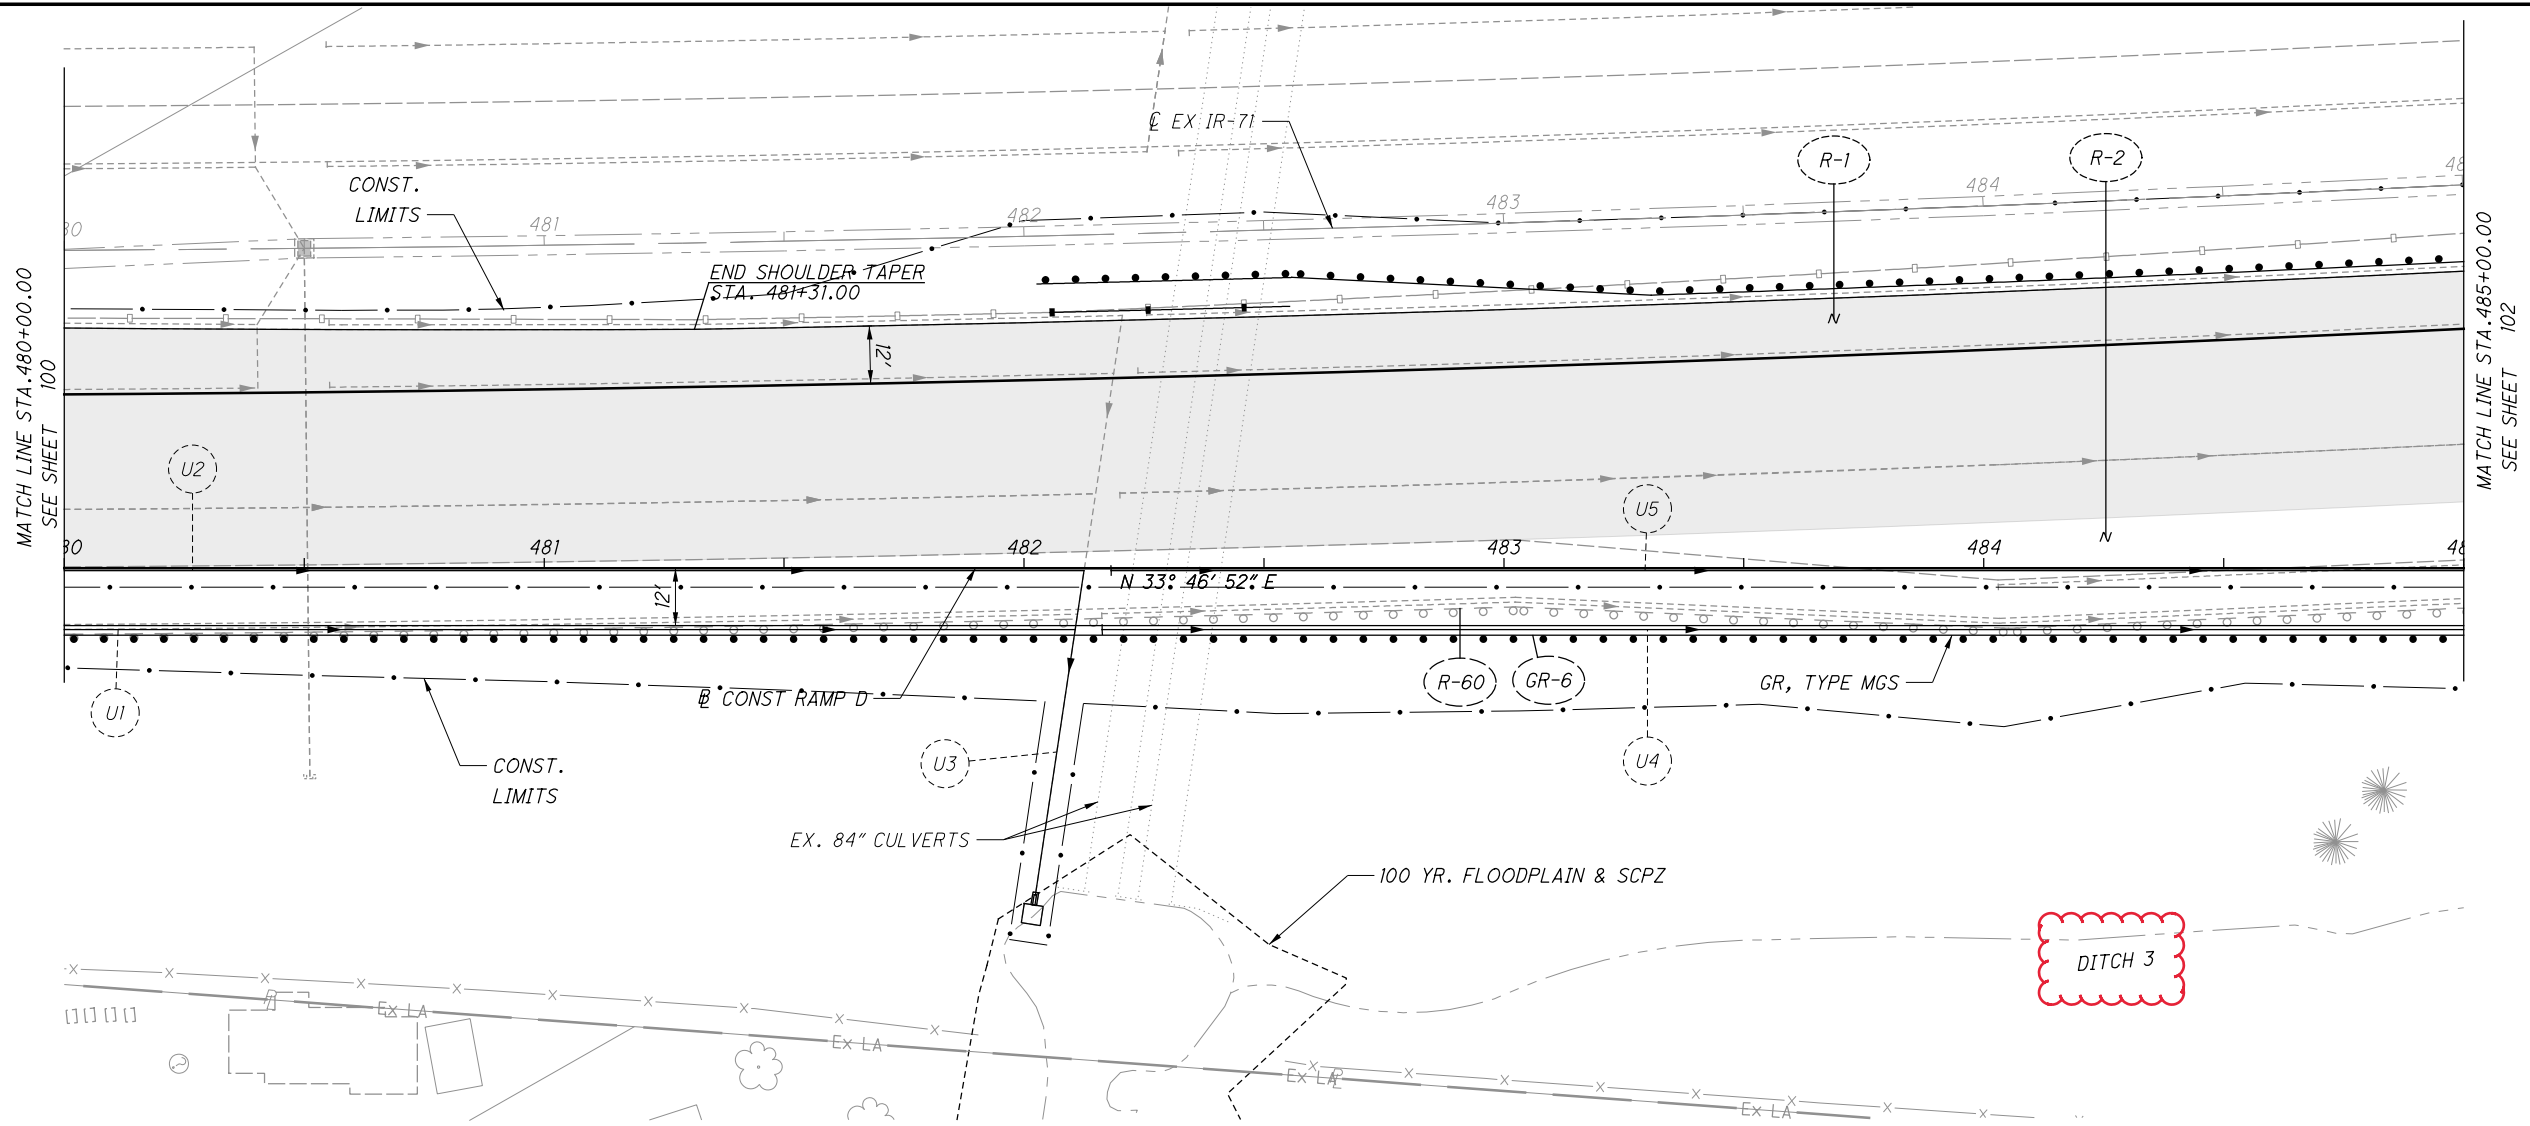 ℄ EX IR-71
R-1
R-2
CONST.
LIMITS
481
482
483
484
END SHOULDER TAPER
STA. 481+31.00
12'
MATCH LINE STA.480+00.00
SEE SHEET 100
MATCH LINE STA.485+00.00
SEE SHEET 102
U2
U5
481
482
483
484
N 33° 46' 52" E
12'
U1
℄ CONST RAMP D
R-60
GR-6
GR, TYPE MGS
CONST.
LIMITS
U3
U4
EX. 84" CULVERTS
100 YR. FLOODPLAIN & SCPZ
DITCH 3
Ex LA
Ex LA
Ex LA
Ex LA